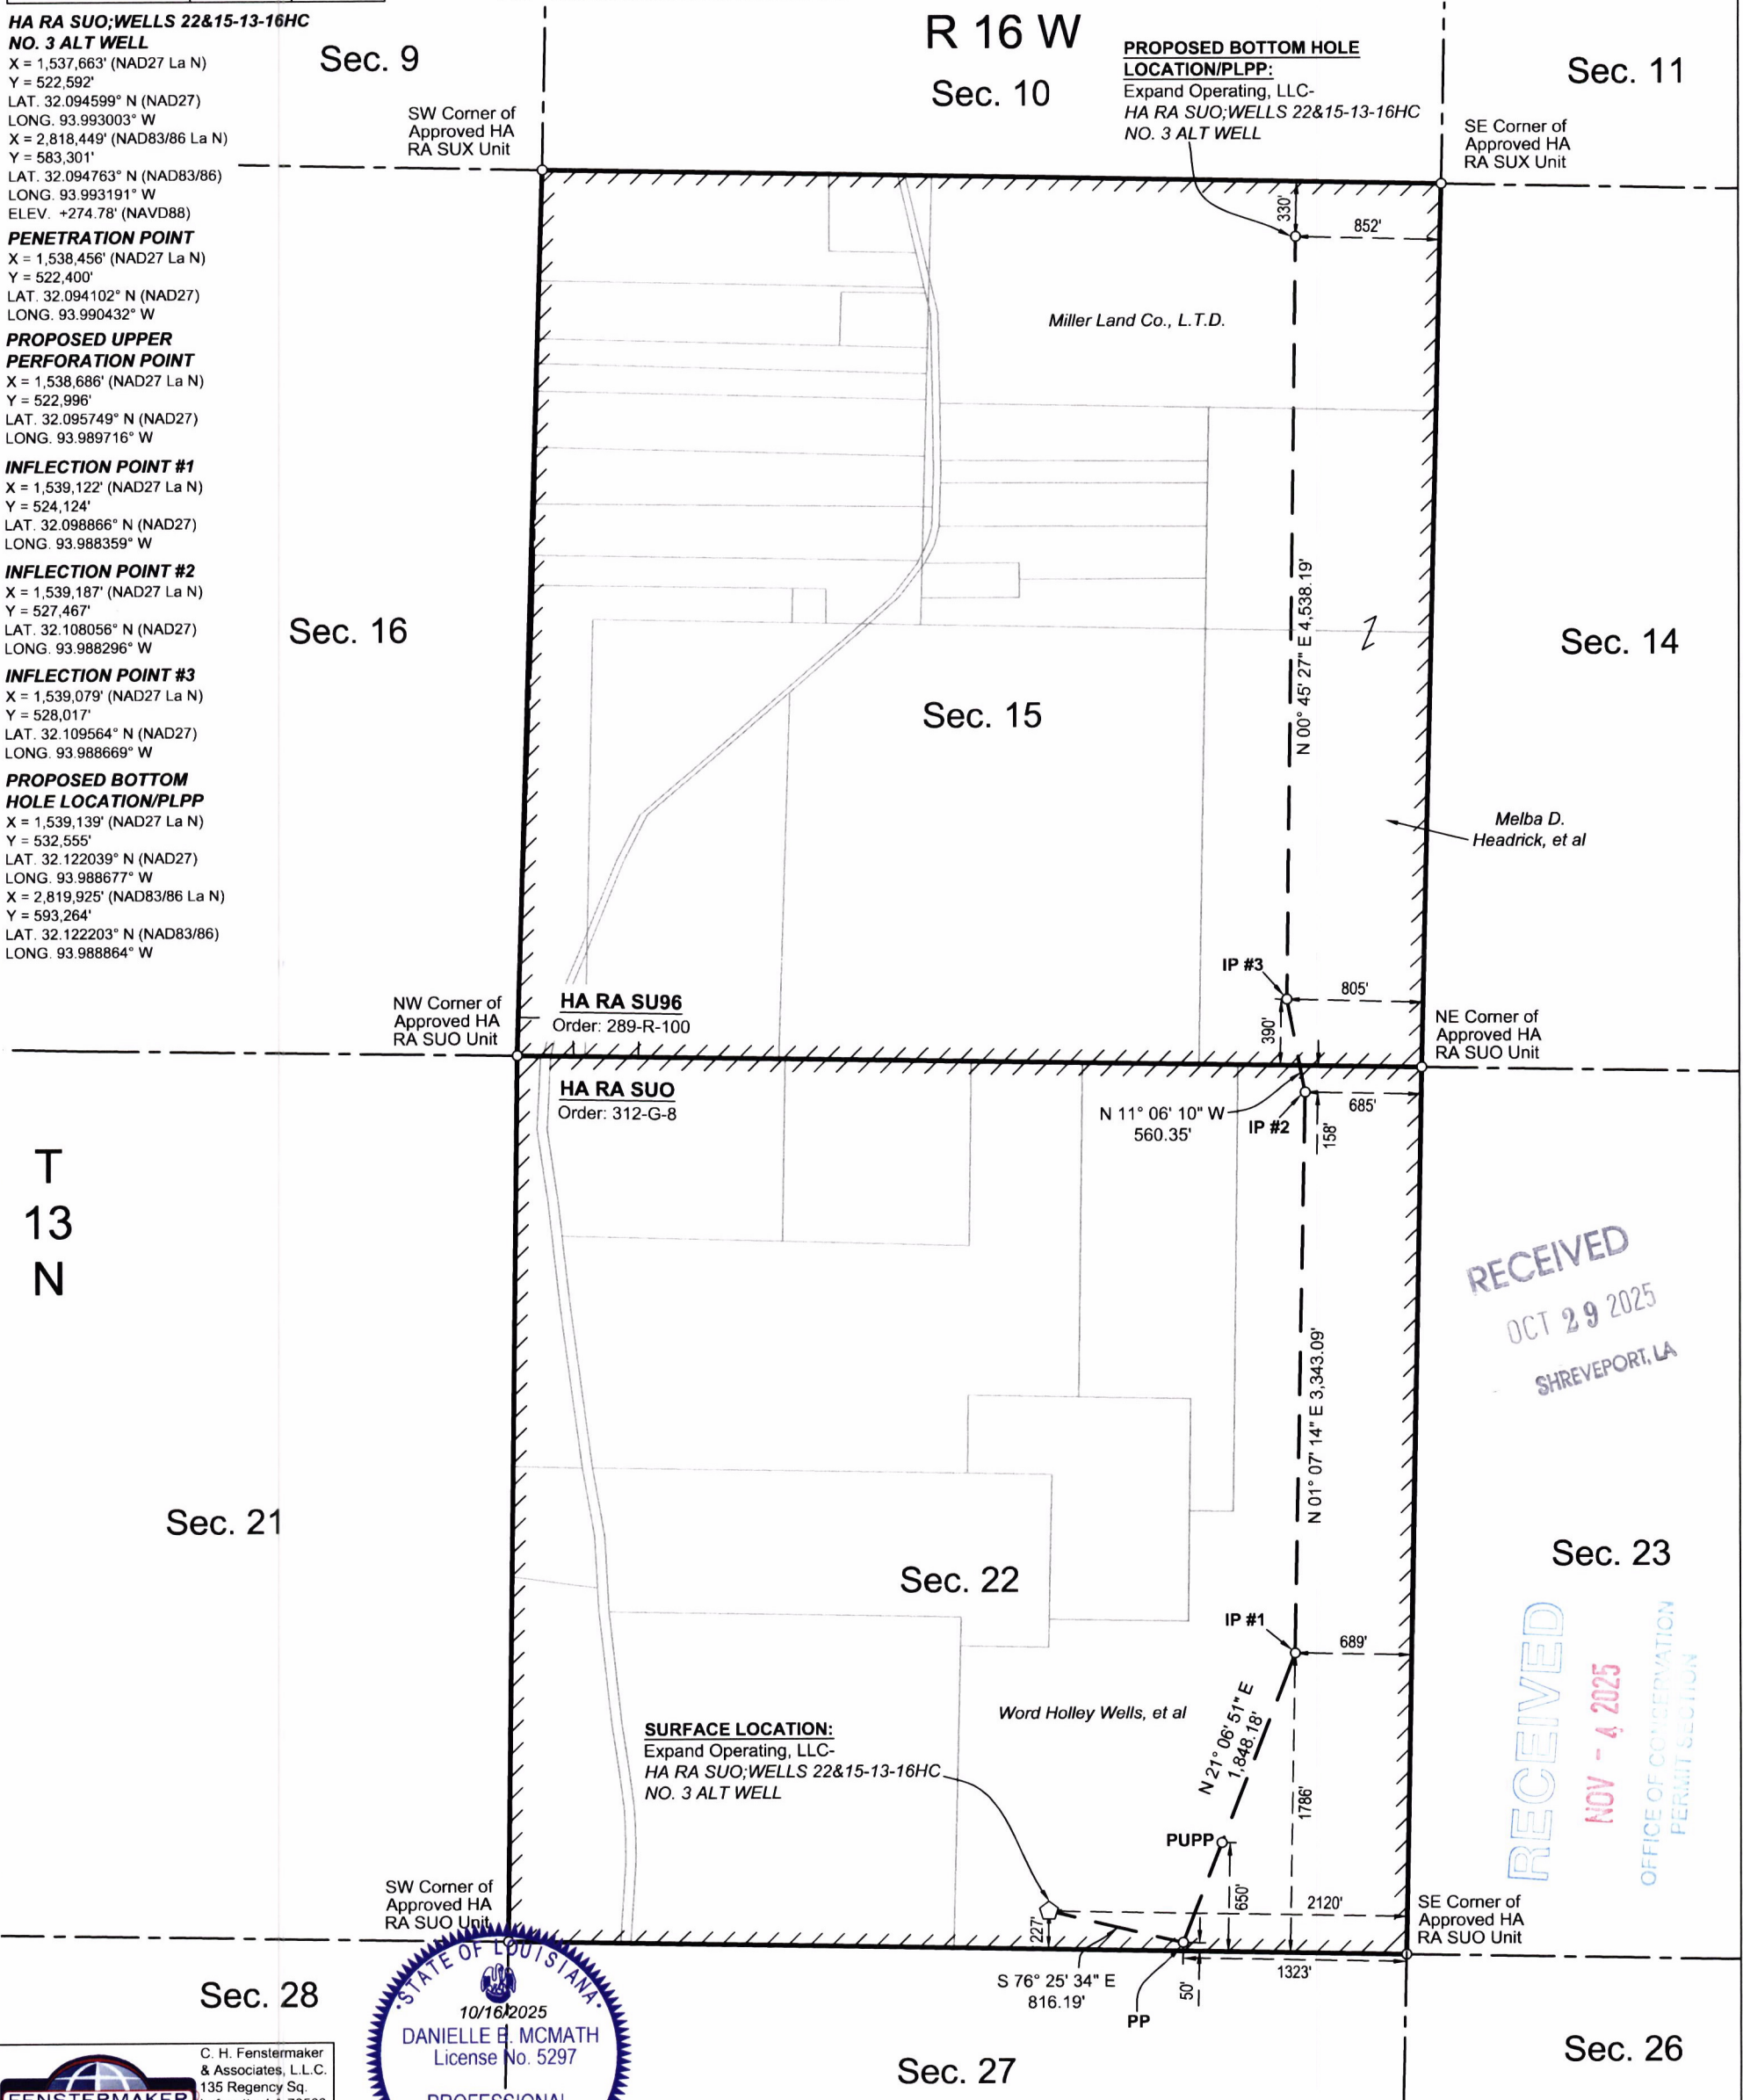 HA RA SUO;WELLS 22&15-13-16HC
NO. 3 ALT WELL
X = 1,537,663' (NAD27 La N)
Y = 522,592'
LAT. 32.094599° N (NAD27)
LONG. 93.993003° W
X = 2,818,449' (NAD83/86 La N)
Y = 583,301'
LAT. 32.094763° N (NAD83/86)
LONG. 93.993191° W
ELEV. +274.78' (NAVD88)
PENETRATION POINT
X = 1,538,456' (NAD27 La N)
Y = 522,400'
LAT. 32.094102° N (NAD27)
LONG. 93.990432° W
PROPOSED UPPER
PERFORATION POINT
X = 1,538,686' (NAD27 La N)
Y = 522,996'
LAT. 32.095749° N (NAD27)
LONG. 93.989716° W
INFLECTION POINT #1
X = 1,539,122' (NAD27 La N)
Y = 524,124'
LAT. 32.098866° N (NAD27)
LONG. 93.988359° W
INFLECTION POINT #2
X = 1,539,187' (NAD27 La N)
Y = 527,467'
LAT. 32.108056° N (NAD27)
LONG. 93.988296° W
INFLECTION POINT #3
X = 1,539,079' (NAD27 La N)
Y = 528,017'
LAT. 32.109564° N (NAD27)
LONG. 93.988669° W
PROPOSED BOTTOM
HOLE LOCATION/PLPP
X = 1,539,139' (NAD27 La N)
Y = 532,555'
LAT. 32.122039° N (NAD27)
LONG. 93.988677° W
X = 2,819,925' (NAD83/86 La N)
Y = 593,264'
LAT. 32.122203° N (NAD83/86)
LONG. 93.988864° W
R 16 W
Sec. 9
Sec. 10
Sec. 11
PROPOSED BOTTOM HOLE
LOCATION/PLPP:
Expand Operating, LLC-
HA RA SUO;WELLS 22&15-13-16HC
NO. 3 ALT WELL
SW Corner of
Approved HA
RA SUX Unit
SE Corner of
Approved HA
RA SUX Unit
330'
852'
Miller Land Co., L.T.D.
N 00° 45' 27" E 4,538.19'
Sec. 16
Sec. 15
Sec. 14
Melba D.
Headrick, et al
IP #3
805'
390'
NW Corner of
Approved HA
RA SUO Unit
HA RA SU96
Order: 289-R-100
NE Corner of
Approved HA
RA SUO Unit
HA RA SUO
Order: 312-G-8
N 11° 06' 10" W
560.35'
IP #2
685'
158'
T
13
N
RECEIVED
OCT 29 2025
SHREVEPORT, LA
N 01° 07' 14" E 3,343.09'
Sec. 21
Sec. 22
Sec. 23
IP #1
689'
RECEIVED
NOV - 4 2025
OFFICE OF CONSERVATION
PERMIT SECTION
Word Holley Wells, et al
N 21° 06' 51" E
1,848.18'
1786'
SURFACE LOCATION:
Expand Operating, LLC-
HA RA SUO;WELLS 22&15-13-16HC
NO. 3 ALT WELL
PUPP
650'
2120'
227'
SW Corner of
Approved HA
RA SUO Unit
SE Corner of
Approved HA
RA SUO Unit
S 76° 25' 34" E
816.19'
1323'
50'
PP
Sec. 28
Sec. 27
Sec. 26
STATE OF LOUISIANA
10/16/2025
DANIELLE E. MCMATH
License No. 5297
PROFESSIONAL
FENSTERMAKER
C. H. Fenstermaker
& Associates, L.L.C.
135 Regency Sq.